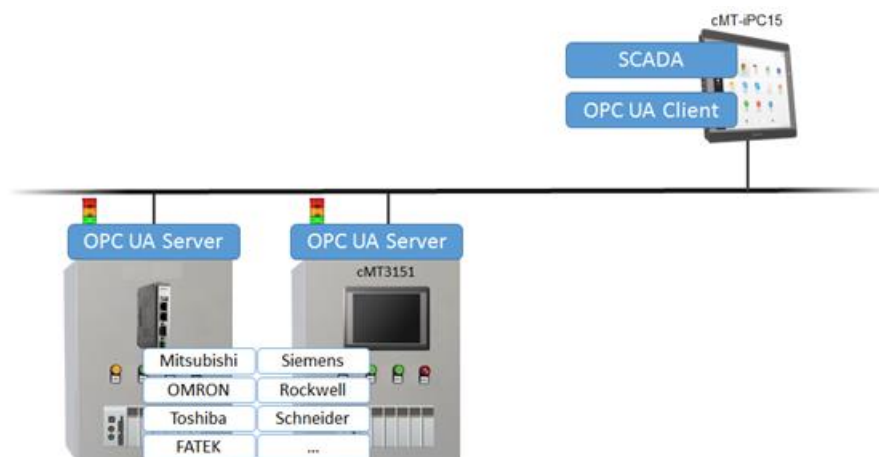 cMT-iPC15
SCADA
OPC UA Client
OPC UA Server
OPC UA Server
cMT3151
Mitsubishi
Siemens
OMRON
Rockwell
Toshiba
Schneider
FATEK
...